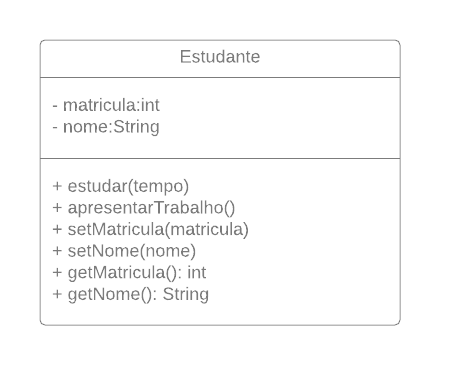 Estudante
- matricula:int
- nome:String
+ estudar(tempo)
+ apresentarTrabalho()
+ setMatricula(matricula)
+ setNome(nome)
+ getMatricula(): int
+ getNome(): String